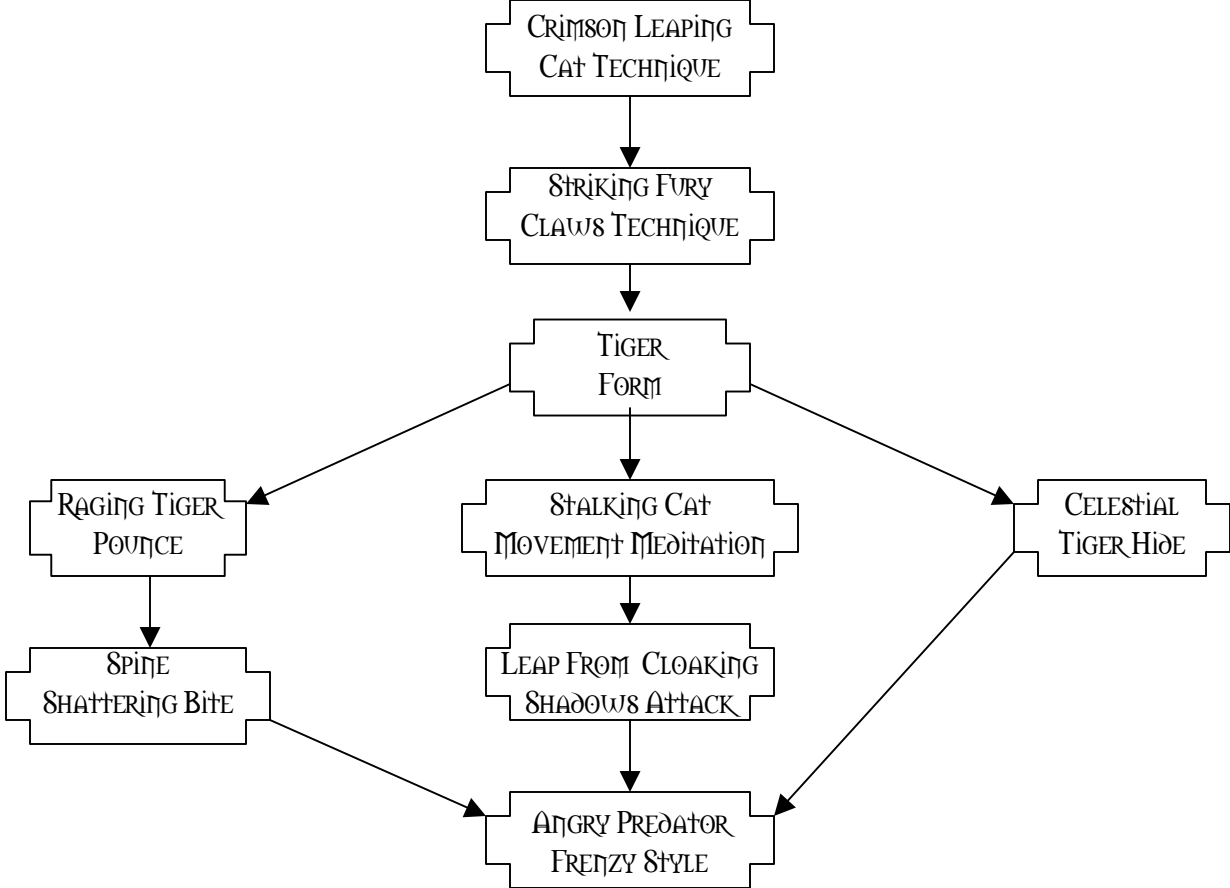 Crimson Leaping
Cat Technique
Striking Fury
Claws Technique
Tiger
Form
Raging Tiger
Pounce
Stalking Cat
Movement Meditation
Celestial
Tiger Hide
Spine
Shattering Bite
Leap From Cloaking
Shadows Attack
Angry Predator
Frenzy Style